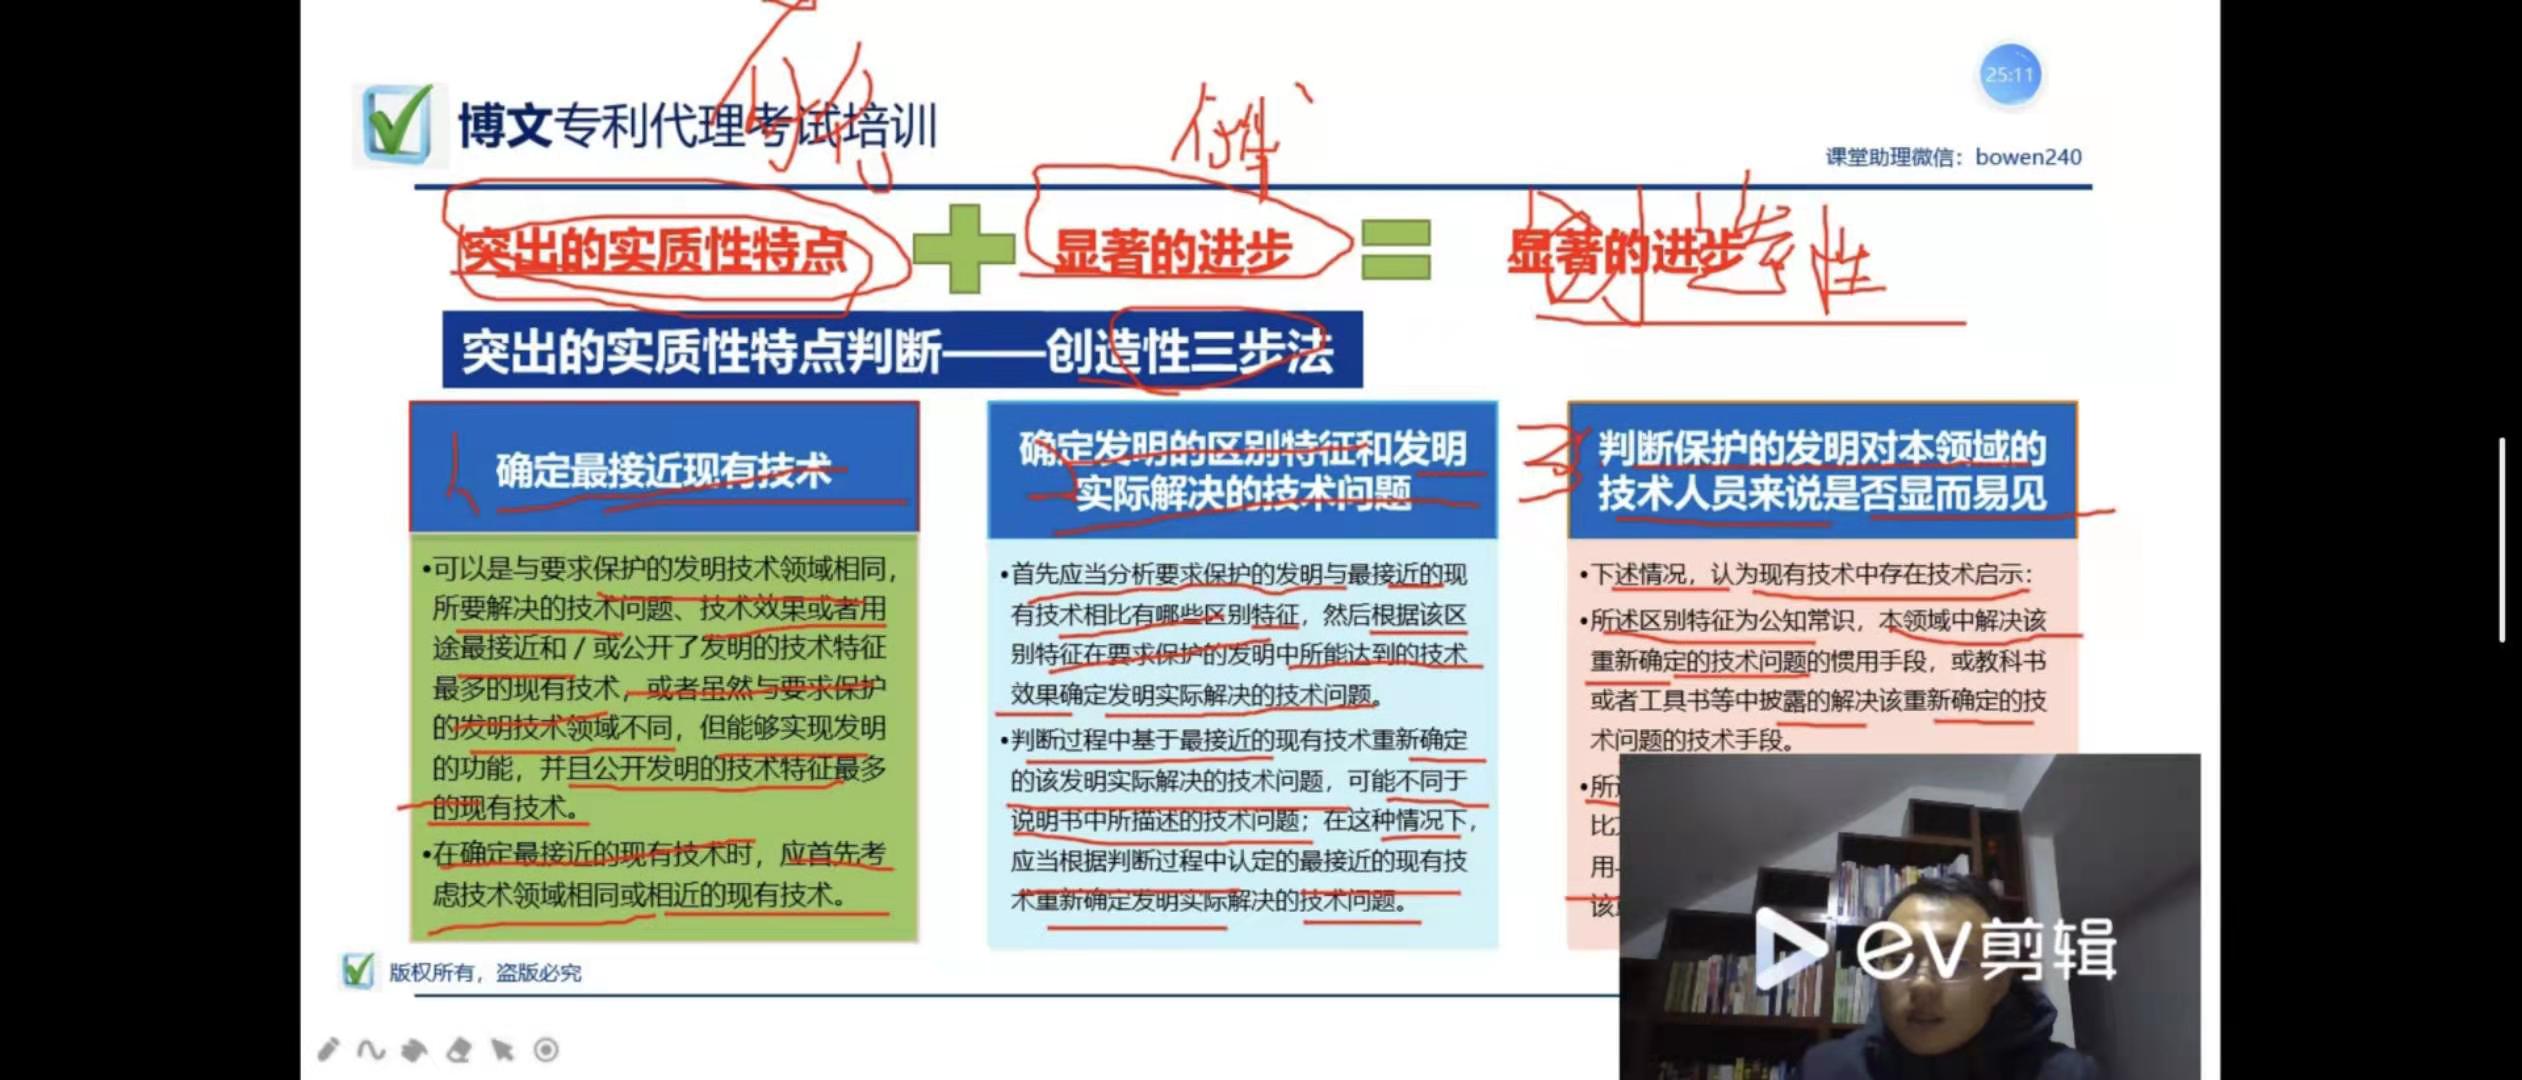 博文专利代理考试培训
25:11
课堂助理微信：bowen240
突出的实质性特点
显著的进步
显著的进步
创造性
突出的实质性特点判断——创造性三步法
1、
确定最接近现有技术
•可以是与要求保护的发明技术领域相同，
所要解决的技术问题、技术效果或者用
途最接近和 / 或公开了发明的技术特征
最多的现有技术，或者虽然与要求保护
的发明技术领域不同，但能够实现发明
的功能，并且公开发明的技术特征最多
的现有技术。
•在确定最接近的现有技术时，应首先考
虑技术领域相同或相近的现有技术。
确定发明的区别特征和发明
实际解决的技术问题
•首先应当分析要求保护的发明与最接近的现
有技术相比有哪些区别特征，然后根据该区
别特征在要求保护的发明中所能达到的技术
效果确定发明实际解决的技术问题。
•判断过程中基于最接近的现有技术重新确定
的该发明实际解决的技术问题，可能不同于
说明书中所描述的技术问题；在这种情况下，
应当根据判断过程中认定的最接近的现有技
术重新确定发明实际解决的技术问题。
3
判断保护的发明对本领域的
技术人员来说是否显而易见
•下述情况，认为现有技术中存在技术启示：
•所述区别特征为公知常识，本领域中解决该
重新确定的技术问题的惯用手段，或教科书
或者工具书等中披露的解决该重新确定的技
术问题的技术手段。
•所
比
用
该
ev剪辑
版权所有，盗版必究